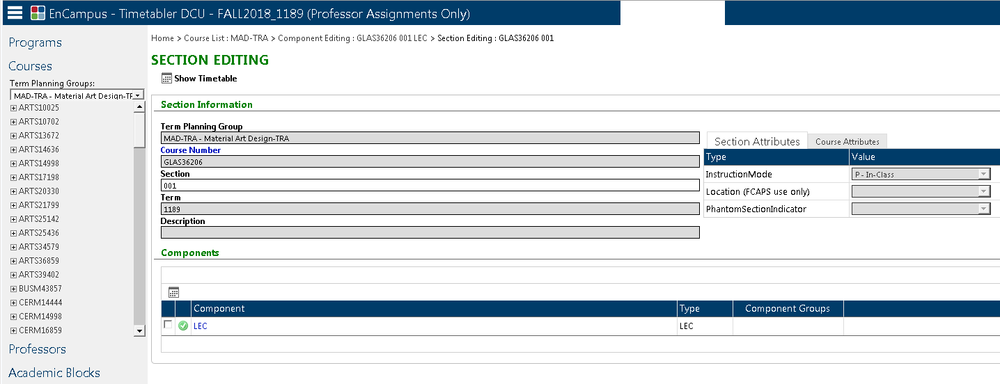 EnCampus - Timetabler DCU - FALL2018_1189 (Professor Assignments Only)
Programs
Courses
Term Planning Groups:
MAD-TRA - Material Art Design-TR
ARTS10025
ARTS10702
ARTS13672
ARTS14636
ARTS14998
ARTS17198
ARTS20330
ARTS21799
ARTS25142
ARTS25436
ARTS34579
ARTS36859
ARTS39402
BUSM43857
CERM14444
CERM14998
CERM16859
Professors
Academic Blocks
Home > Course List : MAD-TRA > Component Editing : GLAS36206 001 LEC > Section Editing : GLAS36206 001
SECTION EDITING
Show Timetable
Section Information
Term Planning Group
MAD-TRA - Material Art Design-TRA
Course Number
GLAS36206
Section
001
Term
1189
Description
Section Attributes Course Attributes
Type Value
InstructionMode P - In-Class
Location (FCAPS use only)
PhantomSectionIndicator
Components
Component Type Component Groups
LEC LEC